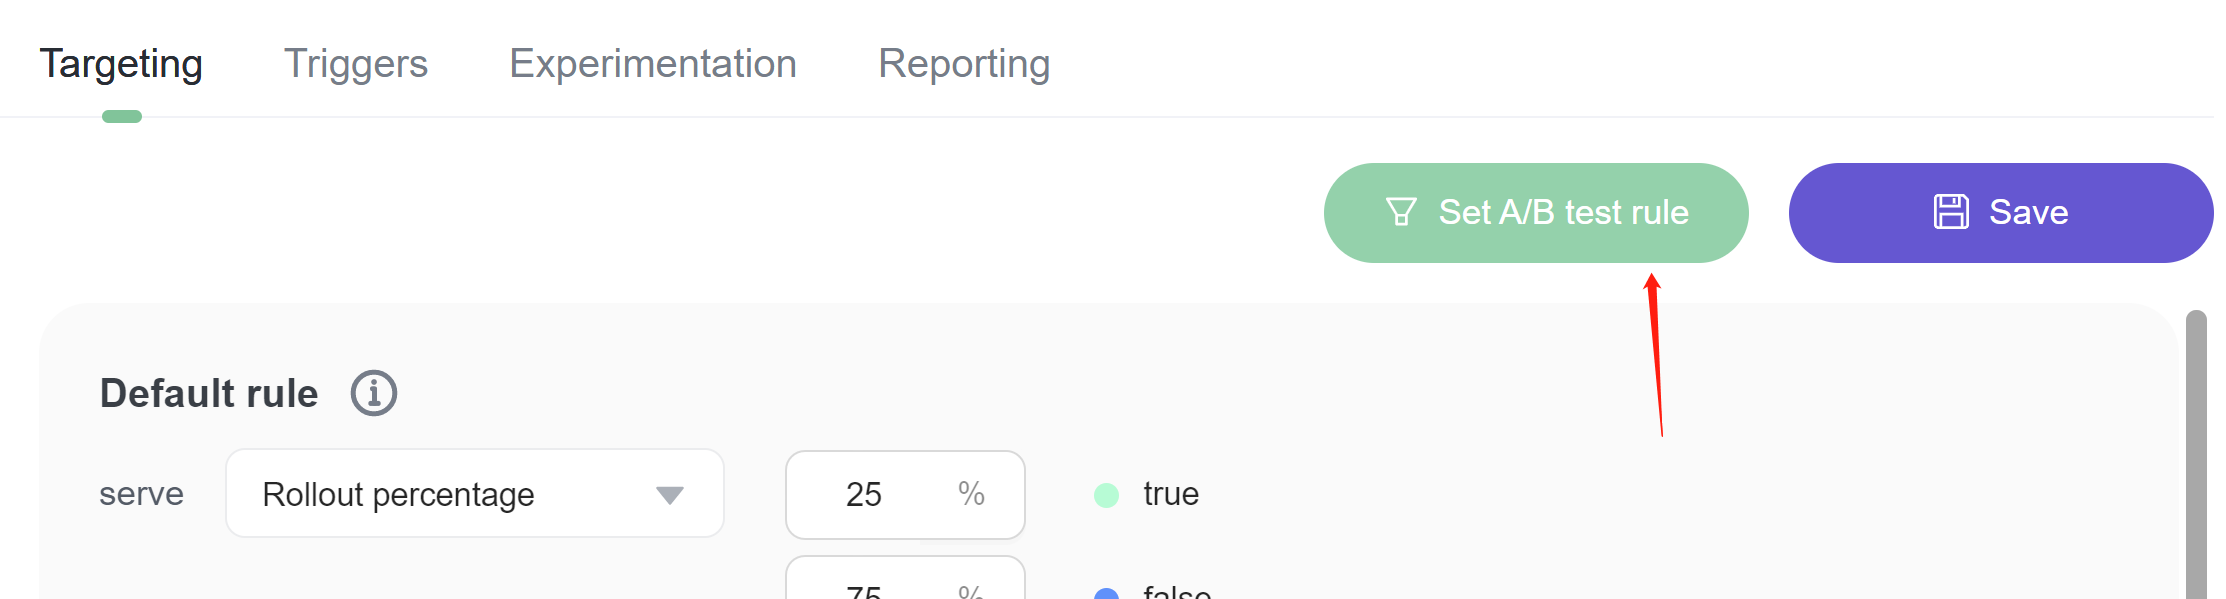 Targeting Triggers Experimentation Reporting
Set A/B test rule Save
Default rule
serve Rollout percentage 25 % true
75 % false